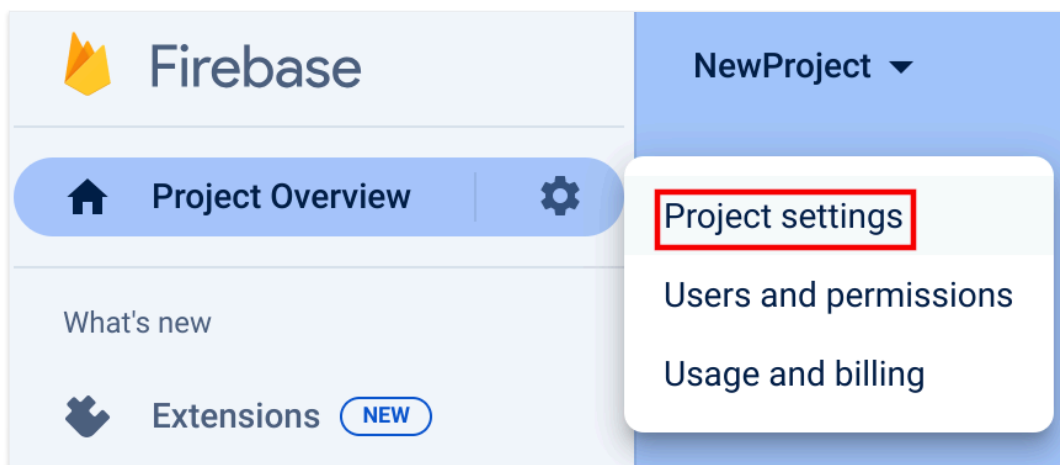 Firebase
NewProject
Project Overview
Project settings
Users and permissions
Usage and billing
What's new
Extensions NEW